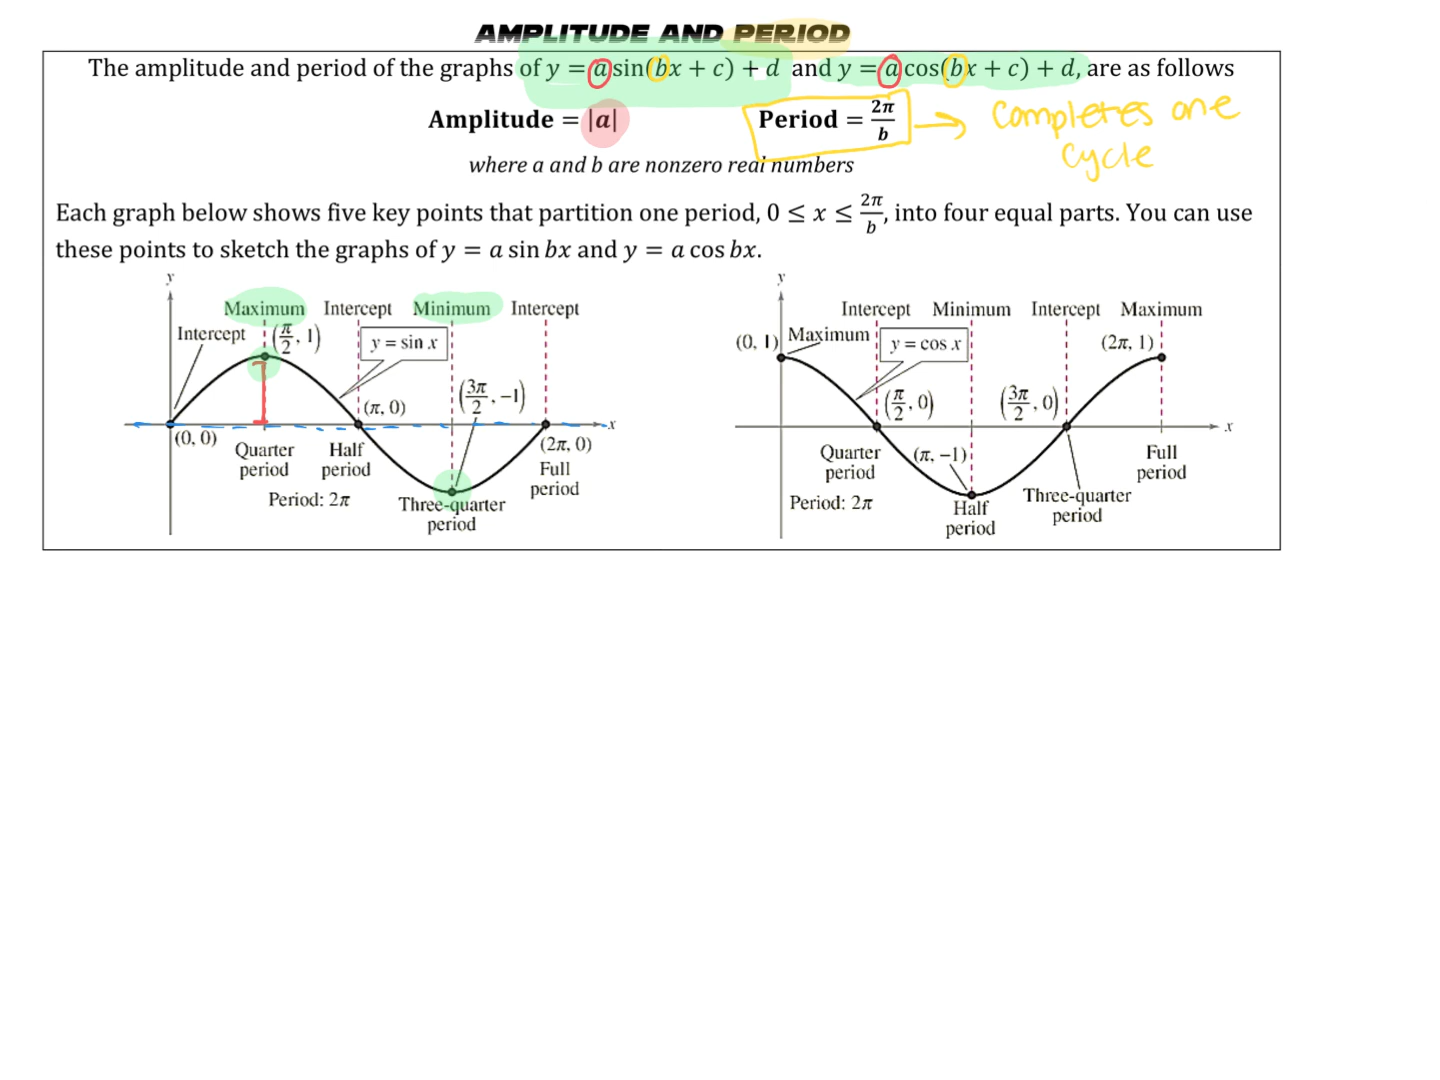 AMPLITUDE AND PERIOD
The amplitude and period of the graphs of y = a sin(bx + c) + d and y = a cos(bx + c) + d, are as follows
Amplitude = |a| Period = 2π/b → Completes one
cycle
where a and b are nonzero real numbers
Each graph below shows five key points that partition one period, 0 ≤ x ≤ 2π/b, into four equal parts. You can use
these points to sketch the graphs of y = a sin bx and y = a cos bx.
y
Maximum Intercept Minimum Intercept
Intercept (π/2, 1)
y = sin x
(3π/2, −1)
(π, 0)
x
(0, 0)
Quarter
period
Half
period
(2π, 0)
Full
period
Period: 2π
Three-quarter
period
y
Intercept Minimum Intercept Maximum
(0, 1) Maximum
y = cos x
(2π, 1)
(π/2, 0)
(3π/2, 0)
x
Quarter
period
(π, −1)
Full
period
Period: 2π
Half
period
Three-quarter
period